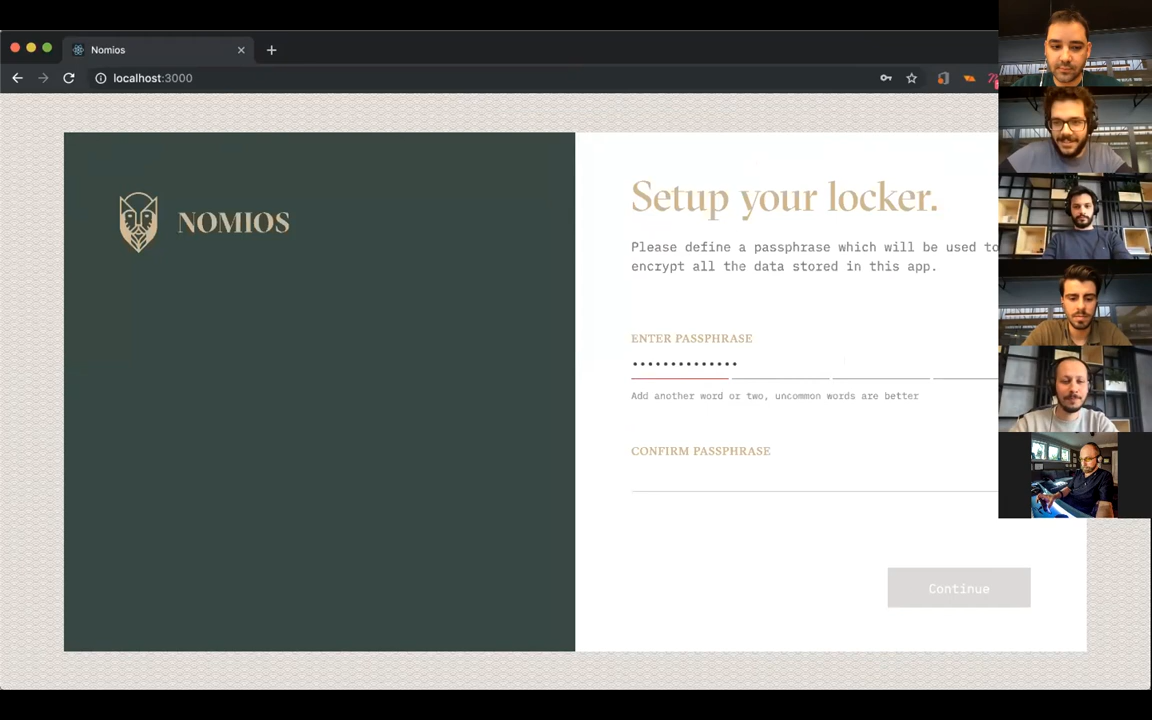 Nomios
localhost:3000
NOMIOS
Setup your locker.
Please define a passphrase which will be used to
encrypt all the data stored in this app.
ENTER PASSPHRASE
••••••••••••••
Add another word or two, uncommon words are better
CONFIRM PASSPHRASE
Continue